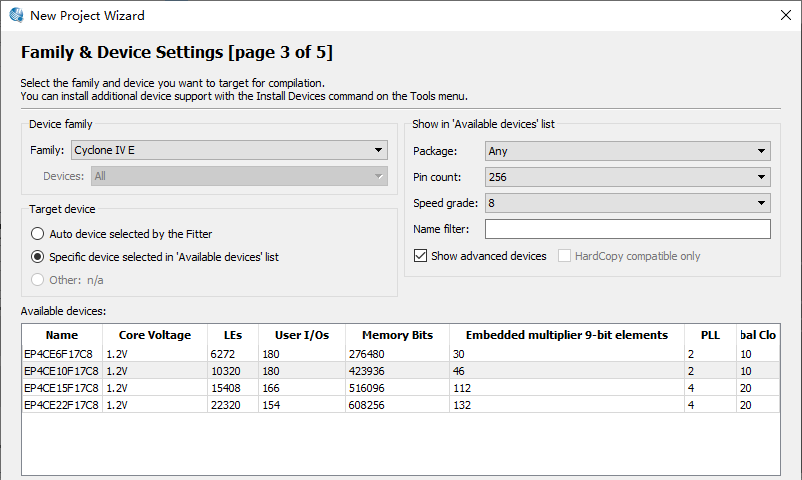 New Project Wizard
Family & Device Settings [page 3 of 5]
Select the family and device you want to target for compilation.
You can install additional device support with the Install Devices command on the Tools menu.
Device family
Family: Cyclone IV E
Devices: All
Target device
Auto device selected by the Fitter
Specific device selected in 'Available devices' list
Other: n/a
Show in 'Available devices' list
Package: Any
Pin count: 256
Speed grade: 8
Name filter:
Show advanced devices HardCopy compatible only
Available devices:
Name Core Voltage LEs User I/Os Memory Bits Embedded multiplier 9-bit elements PLL bal Clo
EP4CE6F17C8 1.2V 6272 180 276480 30 2 10
EP4CE10F17C8 1.2V 10320 180 423936 46 2 10
EP4CE15F17C8 1.2V 15408 166 516096 112 4 20
EP4CE22F17C8 1.2V 22320 154 608256 132 4 20